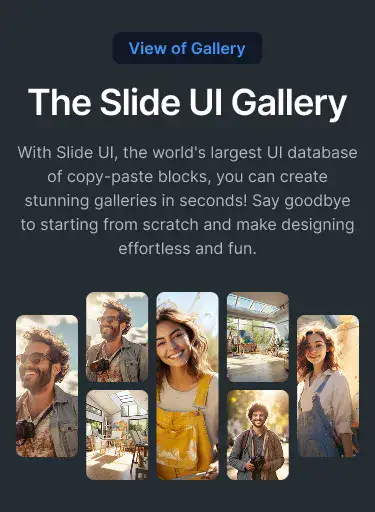 View of Gallery
The Slide UI Gallery
With Slide UI, the world's largest UI database
of copy-paste blocks, you can create
stunning galleries in seconds! Say goodbye
to starting from scratch and make designing
effortless and fun.